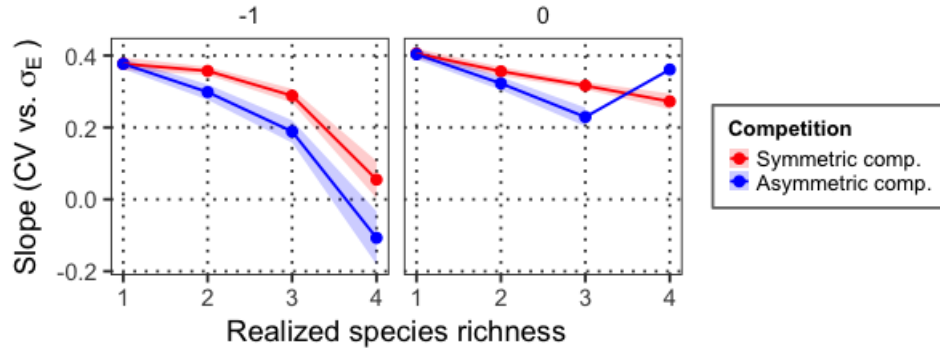 -1 0
Slope (CV vs. σE)
0.4
0.2
0.0
-0.2
1 2 3 4 1 2 3 4
Realized species richness
Competition
Symmetric comp.
Asymmetric comp.